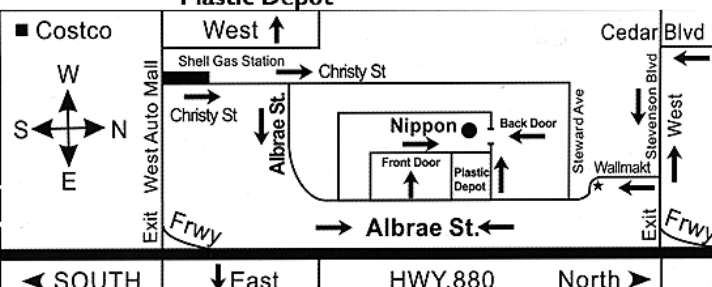 Plastic Depot
■ Costco
West
Cedar Blvd
Shell Gas Station
Christy St
Christy St
W
S N
E
West Auto Mall
Exit
Frwy
Albrae St.
Nippon
Back Door
Front Door
Plastic
Depot
Steward Ave
Stevenson Blvd
West
Wallmakt
Exit
Frwy
Albrae St.
SOUTH
East
HWY.880
North